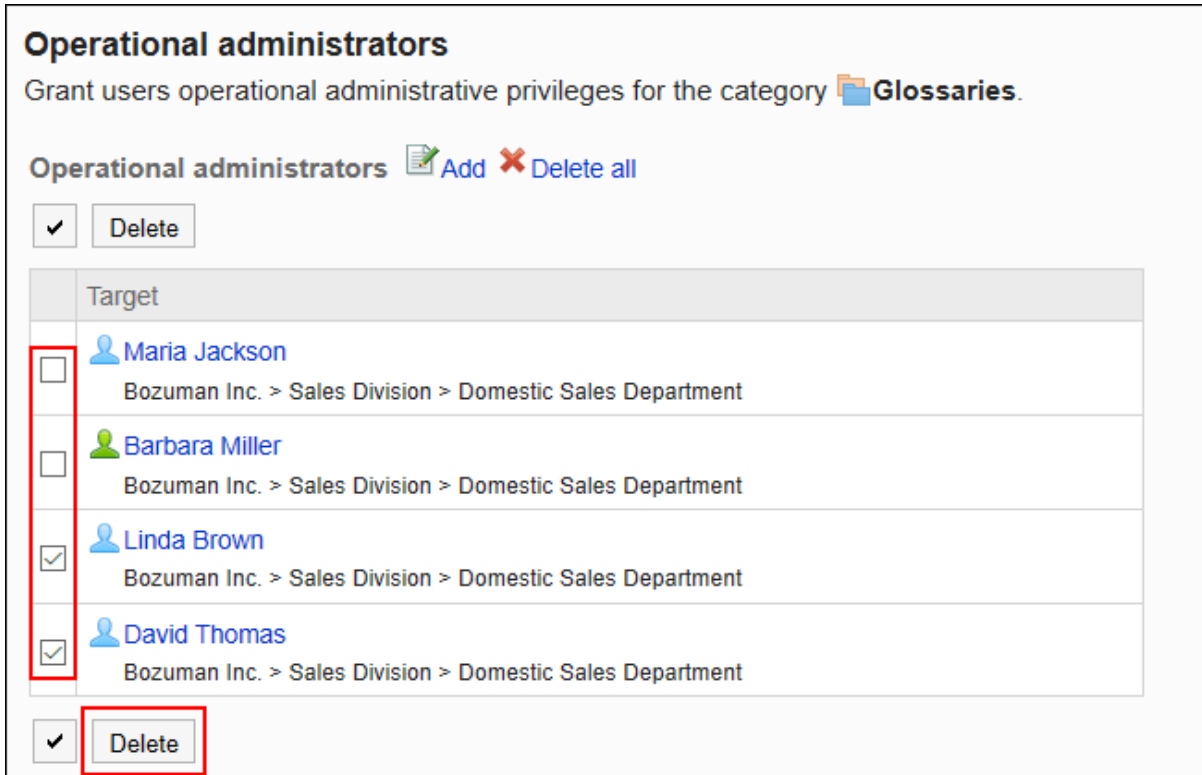 Operational administrators
Grant users operational administrative privileges for the category Glossaries.
Operational administrators Add Delete all
Delete
Target
Maria Jackson
Bozuman Inc. > Sales Division > Domestic Sales Department
Barbara Miller
Bozuman Inc. > Sales Division > Domestic Sales Department
Linda Brown
Bozuman Inc. > Sales Division > Domestic Sales Department
David Thomas
Bozuman Inc. > Sales Division > Domestic Sales Department
Delete